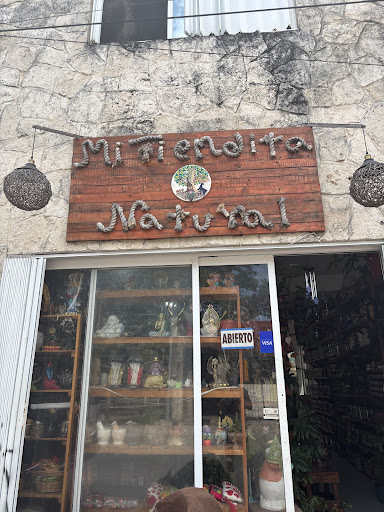 Mi Tiendita
Natural
ABIERTO
VISA